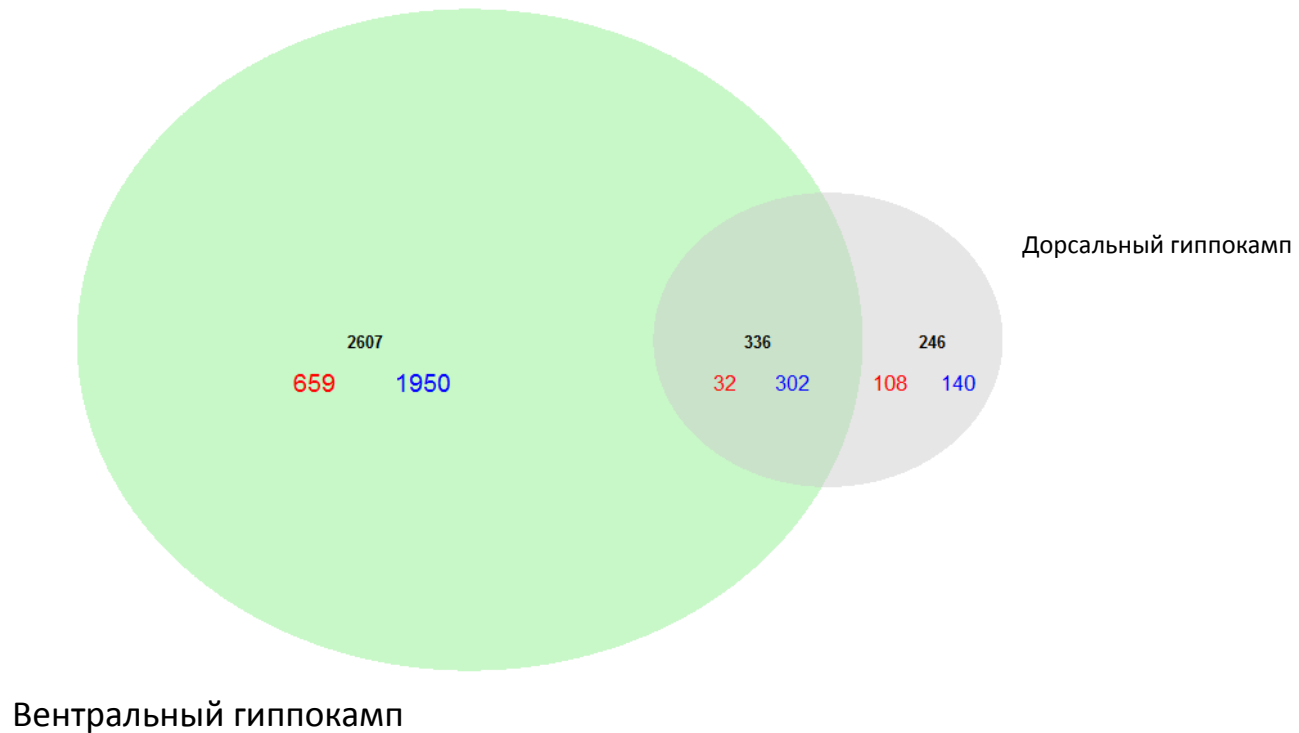 Дорсальный гиппокамп
2607 336 246
659 1950 32 302 108 140
Вентральный гиппокамп